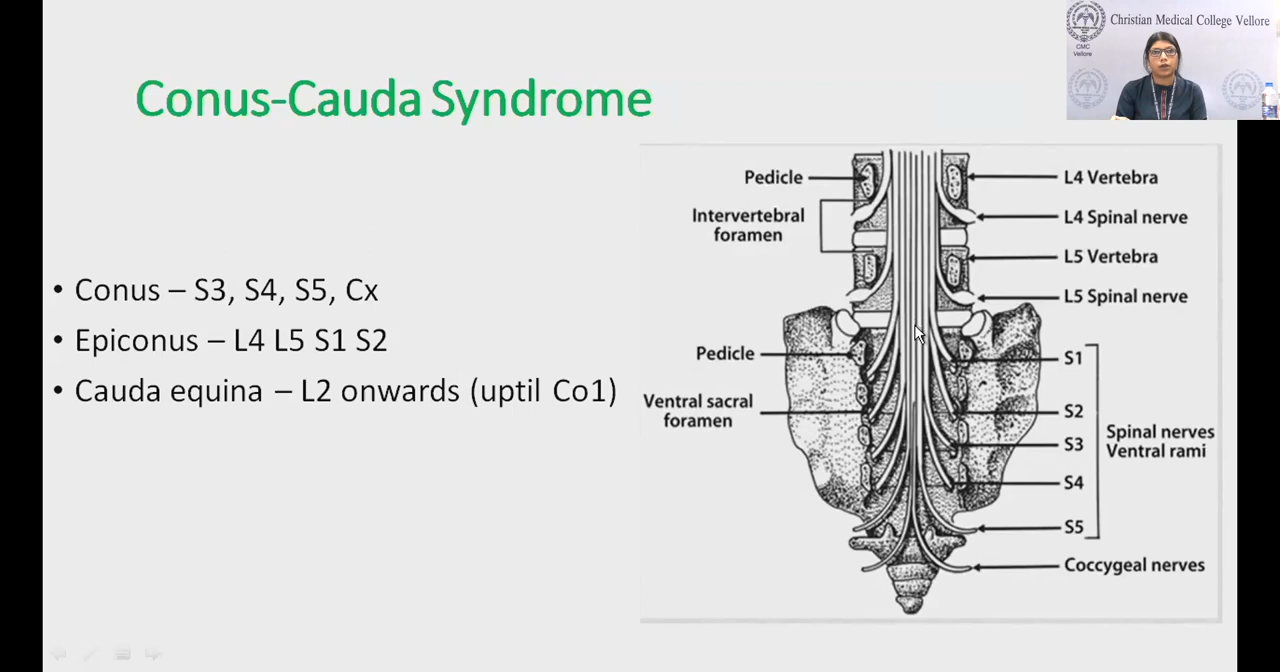 Christian Medical College Vellore
CMC
Vellore
Conus-Cauda Syndrome
• Conus – S3, S4, S5, Cx
• Epiconus – L4 L5 S1 S2
• Cauda equina – L2 onwards (uptil Co1)
Pedicle
Intervertebral
foramen
Pedicle
Ventral sacral
foramen
L4 Vertebra
L4 Spinal nerve
L5 Vertebra
L5 Spinal nerve
S1
S2
S3
S4
S5
Spinal nerves
Ventral rami
Coccygeal nerves